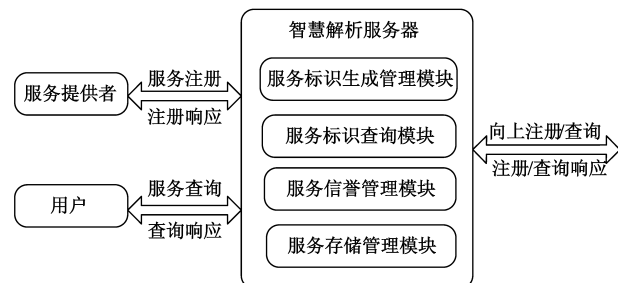 智慧解析服务器
服务标识生成管理模块
服务标识查询模块
服务信誉管理模块
服务存储管理模块
服务提供者
服务注册
注册响应
用户
服务查询
查询响应
向上注册/查询
注册/查询响应